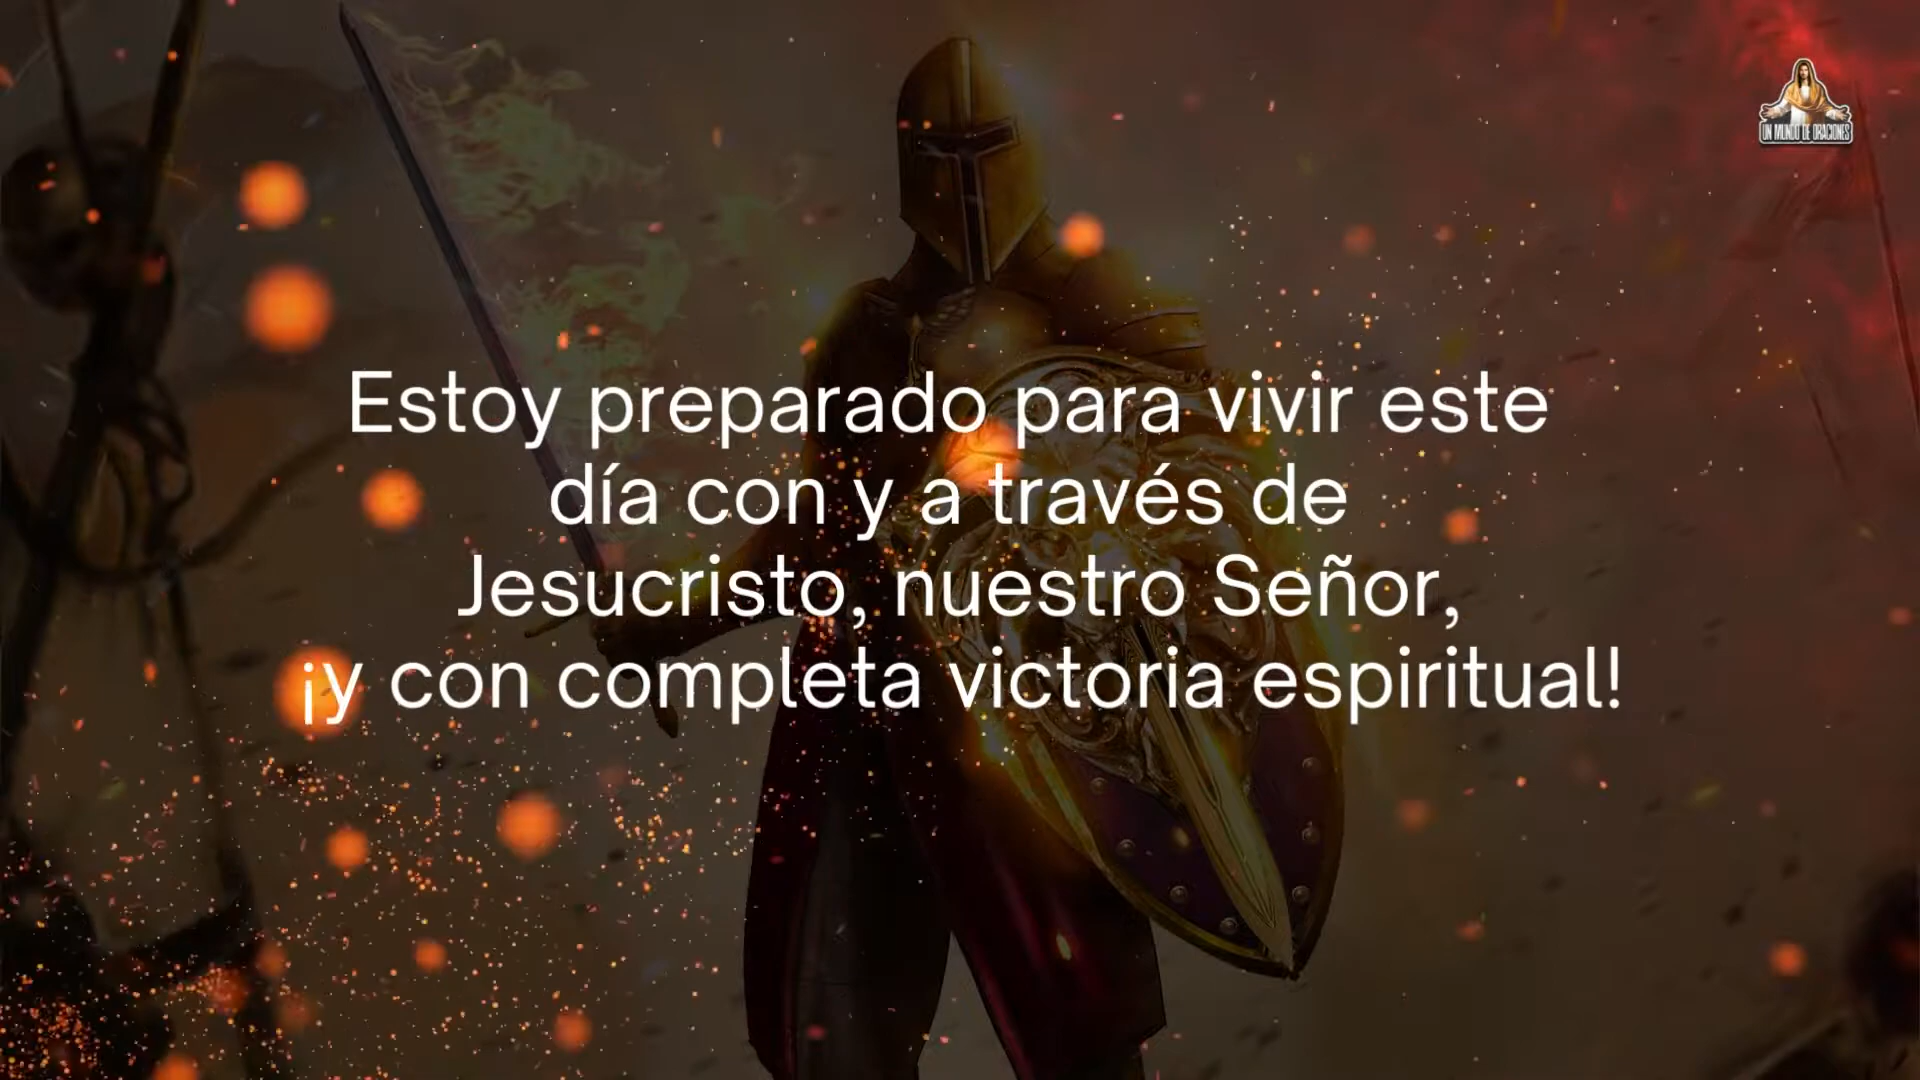 UN MUNDO DE ORACIONES
Estoy preparado para vivir este
día con y a través de
Jesucristo, nuestro Señor,
¡y con completa victoria espiritual!